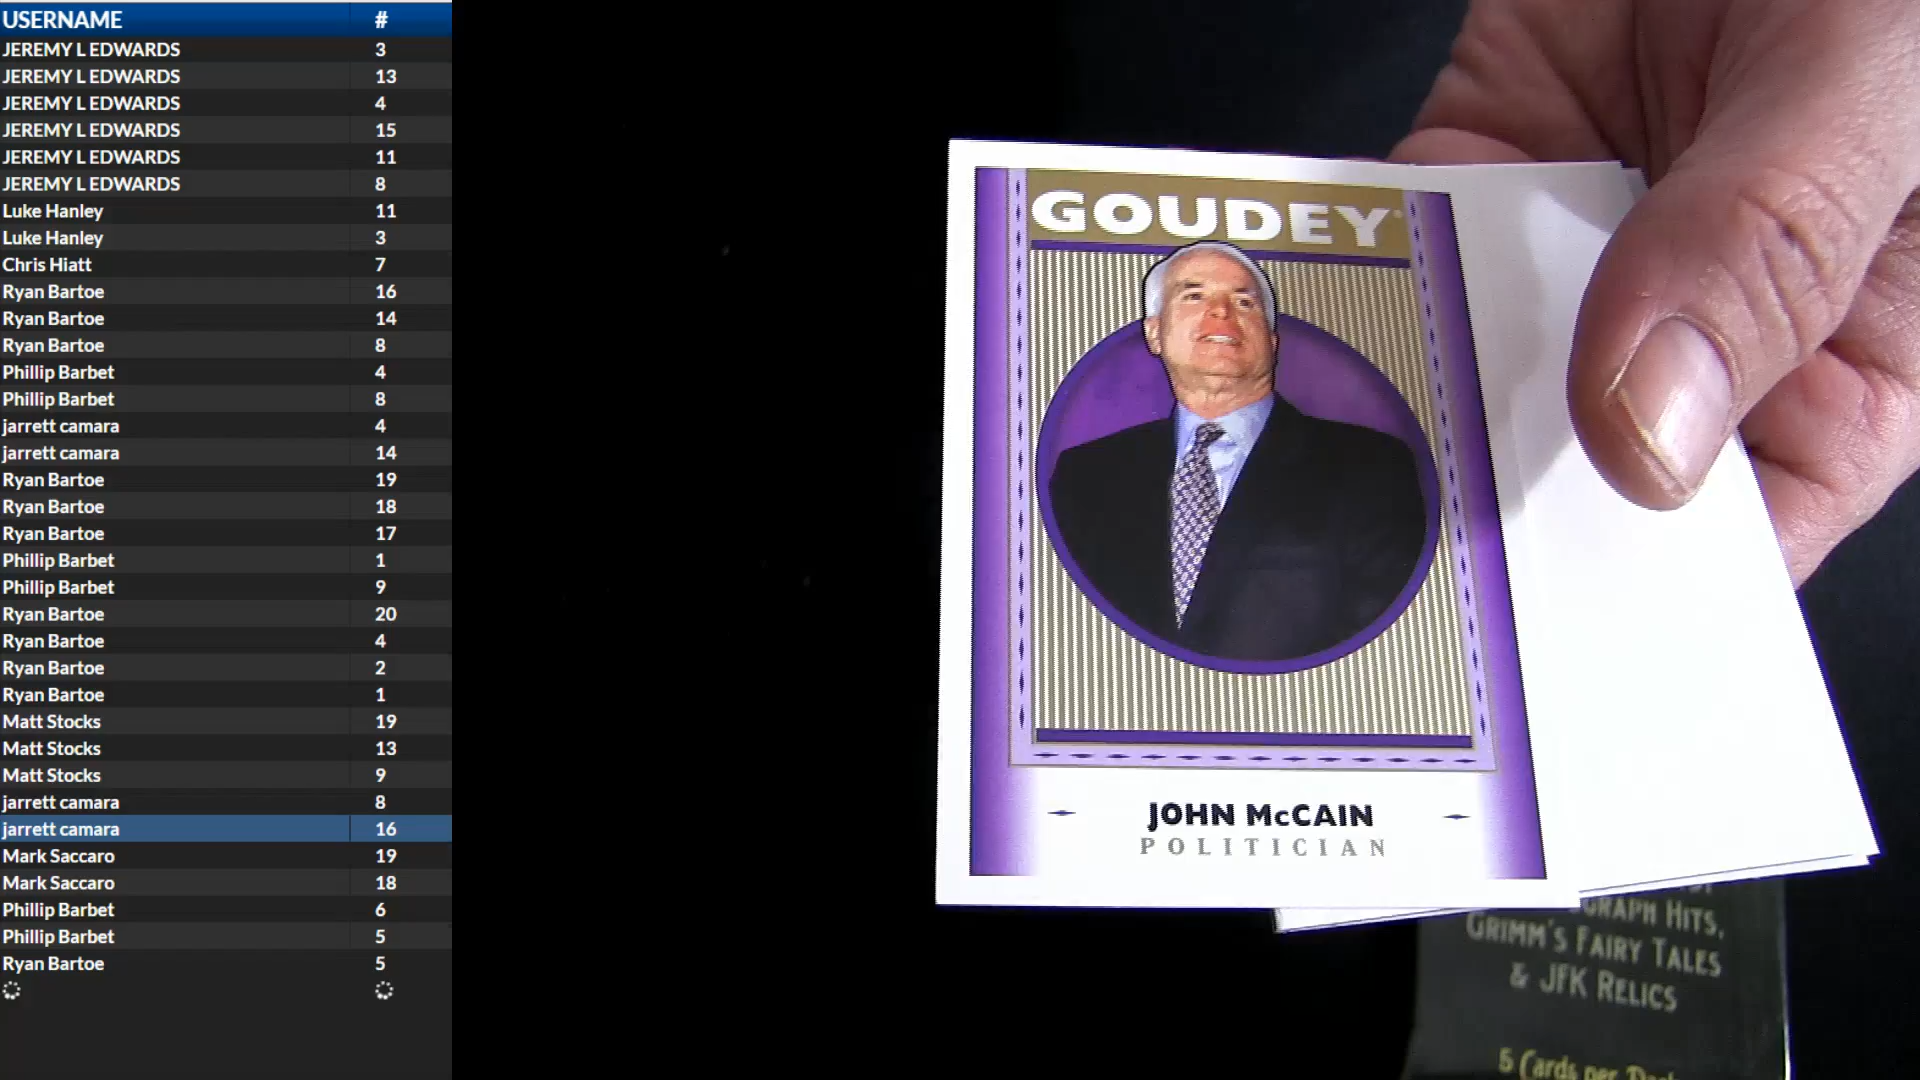 USERNAME #
JEREMY L EDWARDS 3
JEREMY L EDWARDS 13
JEREMY L EDWARDS 4
JEREMY L EDWARDS 15
JEREMY L EDWARDS 11
JEREMY L EDWARDS 8
Luke Hanley 11
Luke Hanley 3
Chris Hiatt 7
Ryan Bartoe 16
Ryan Bartoe 14
Ryan Bartoe 8
Phillip Barbet 4
Phillip Barbet 8
jarrett camara 4
jarrett camara 14
Ryan Bartoe 19
Ryan Bartoe 18
Ryan Bartoe 17
Phillip Barbet 1
Phillip Barbet 9
Ryan Bartoe 20
Ryan Bartoe 4
Ryan Bartoe 2
Ryan Bartoe 1
Matt Stocks 19
Matt Stocks 13
Matt Stocks 9
jarrett camara 8
jarrett camara 16
Mark Saccaro 19
Mark Saccaro 18
Phillip Barbet 6
Phillip Barbet 5
Ryan Bartoe 5
GOUDEY
JOHN McCAIN
POLITICIAN
GRAPH HITS,
GRIMM'S FAIRY TALES
& JFK RELICS
5 Cards per